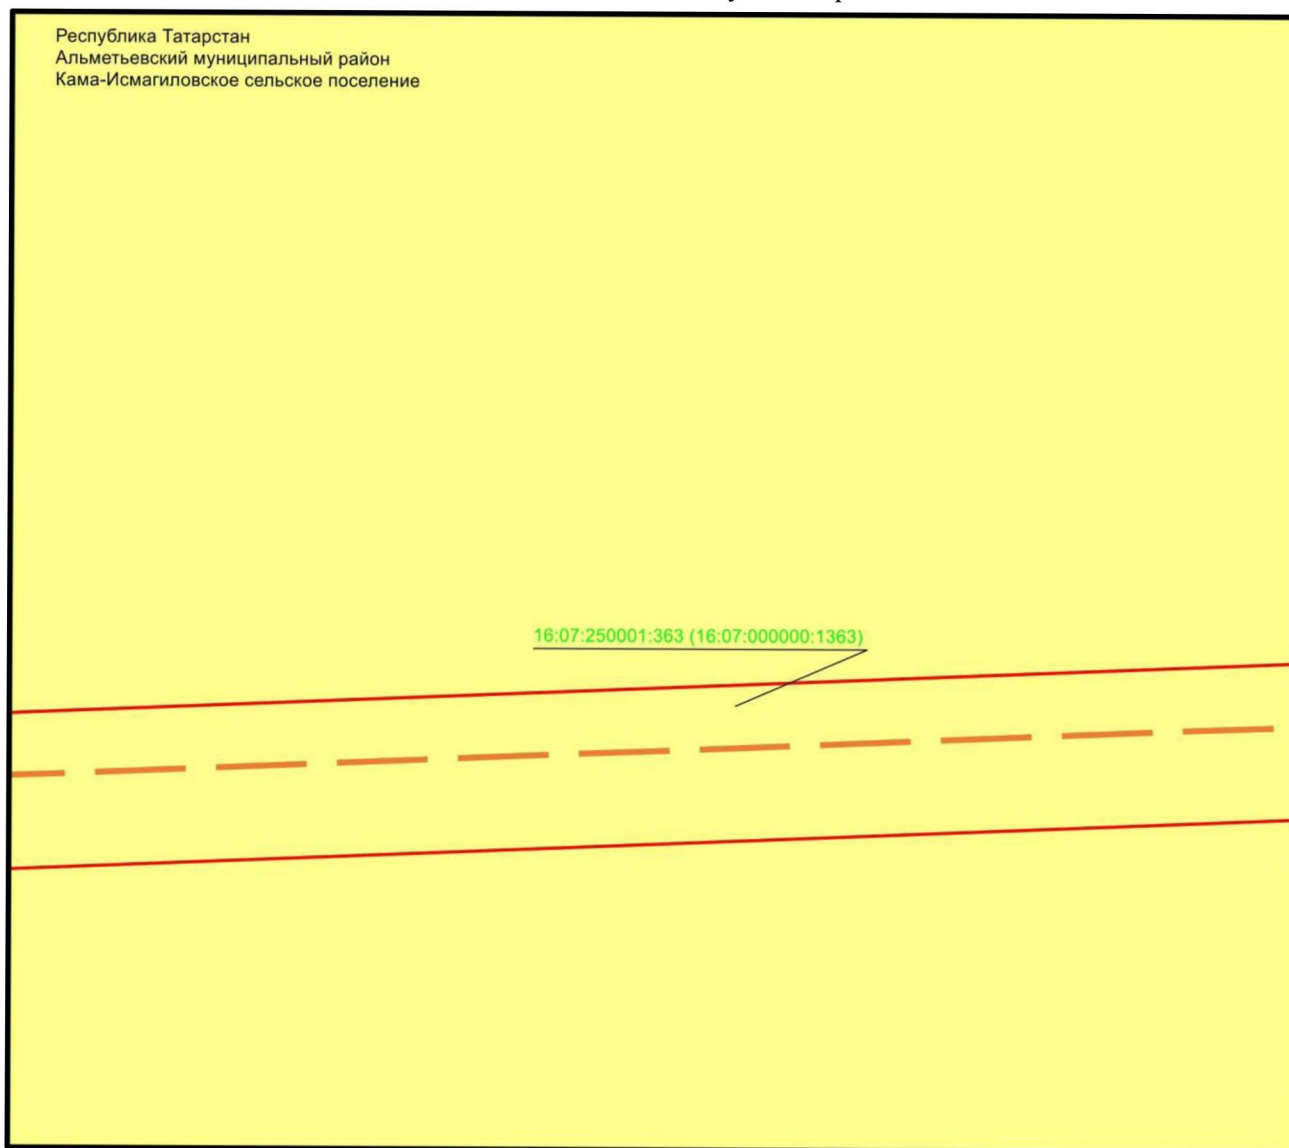 Республика Татарстан
Альметьевский муниципальный район
Кама-Исмагиловское сельское поселение
16:07:250001:363 (16:07:000000:1363)